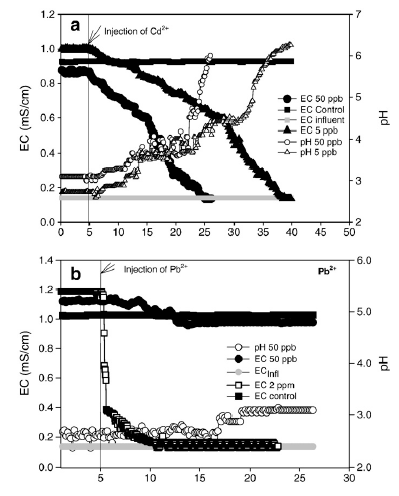 a
Injection of Cd²⁺
EC (mS/cm)
pH
1.2
1.0
0.8
0.6
0.4
0.2
0.0
7
6
5
4
3
2
EC 50 ppb
EC Control
EC influent
EC 5 ppb
pH 50 ppb
pH 5 ppb
0 5 10 15 20 25 30 35 40 45 50
b
Injection of Pb²⁺
Pb²⁺
EC (mS/cm)
pH
1.4
1.2
1.0
0.8
0.6
0.4
0.2
0.0
6.0
5.0
4.0
3.0
2.0
pH 50 ppb
EC 50 ppb
EC Infl
EC 2 ppm
EC control
5 10 15 20 25 30